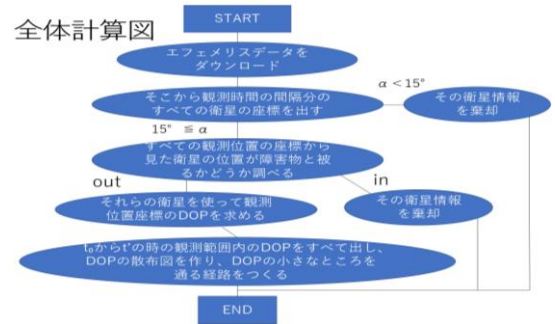 全体計算図
START
エフェメリスデータを
ダウンロード
そこから観測時間の間隔分の
すべての衛星の座標を出す
α＜15°
その衛星情報
を棄却
15° ≦ α
すべての観測位置の座標から
見た衛星の位置が障害物と被
るかどうか調べる
out
in
それらの衛星を使って観測
位置座標のDOPを求める
その衛星情報
を棄却
t₀からt'の時の観測範囲内のDOPをすべて出し、
DOPの散布図を作り、DOPの小さなところを
通る経路をつくる
END